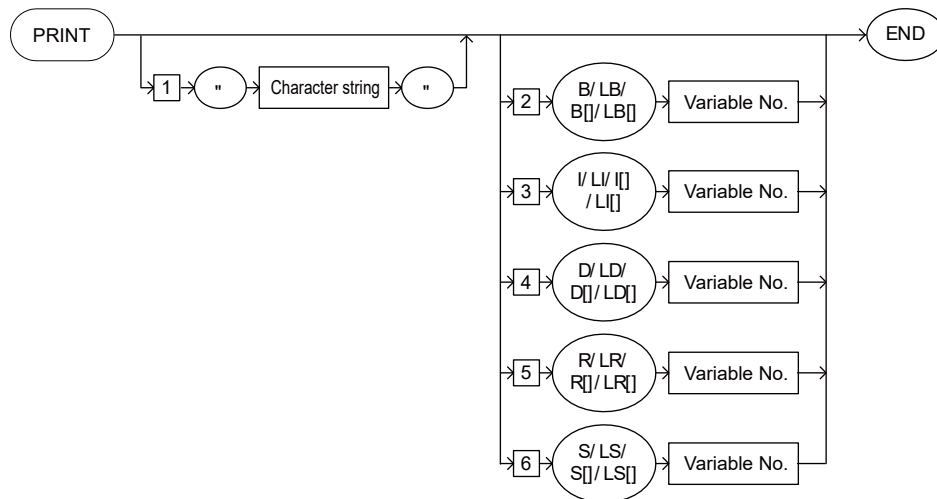 PRINT
END
1 " Character string "
2 B/ LB/
B[]/ LB[] Variable No.
3 I/ LI/ I[]
/ LI[] Variable No.
4 D/ LD/
D[]/ LD[] Variable No.
5 R/ LR/
R[]/ LR[] Variable No.
6 S/ LS/
S[]/ LS[] Variable No.